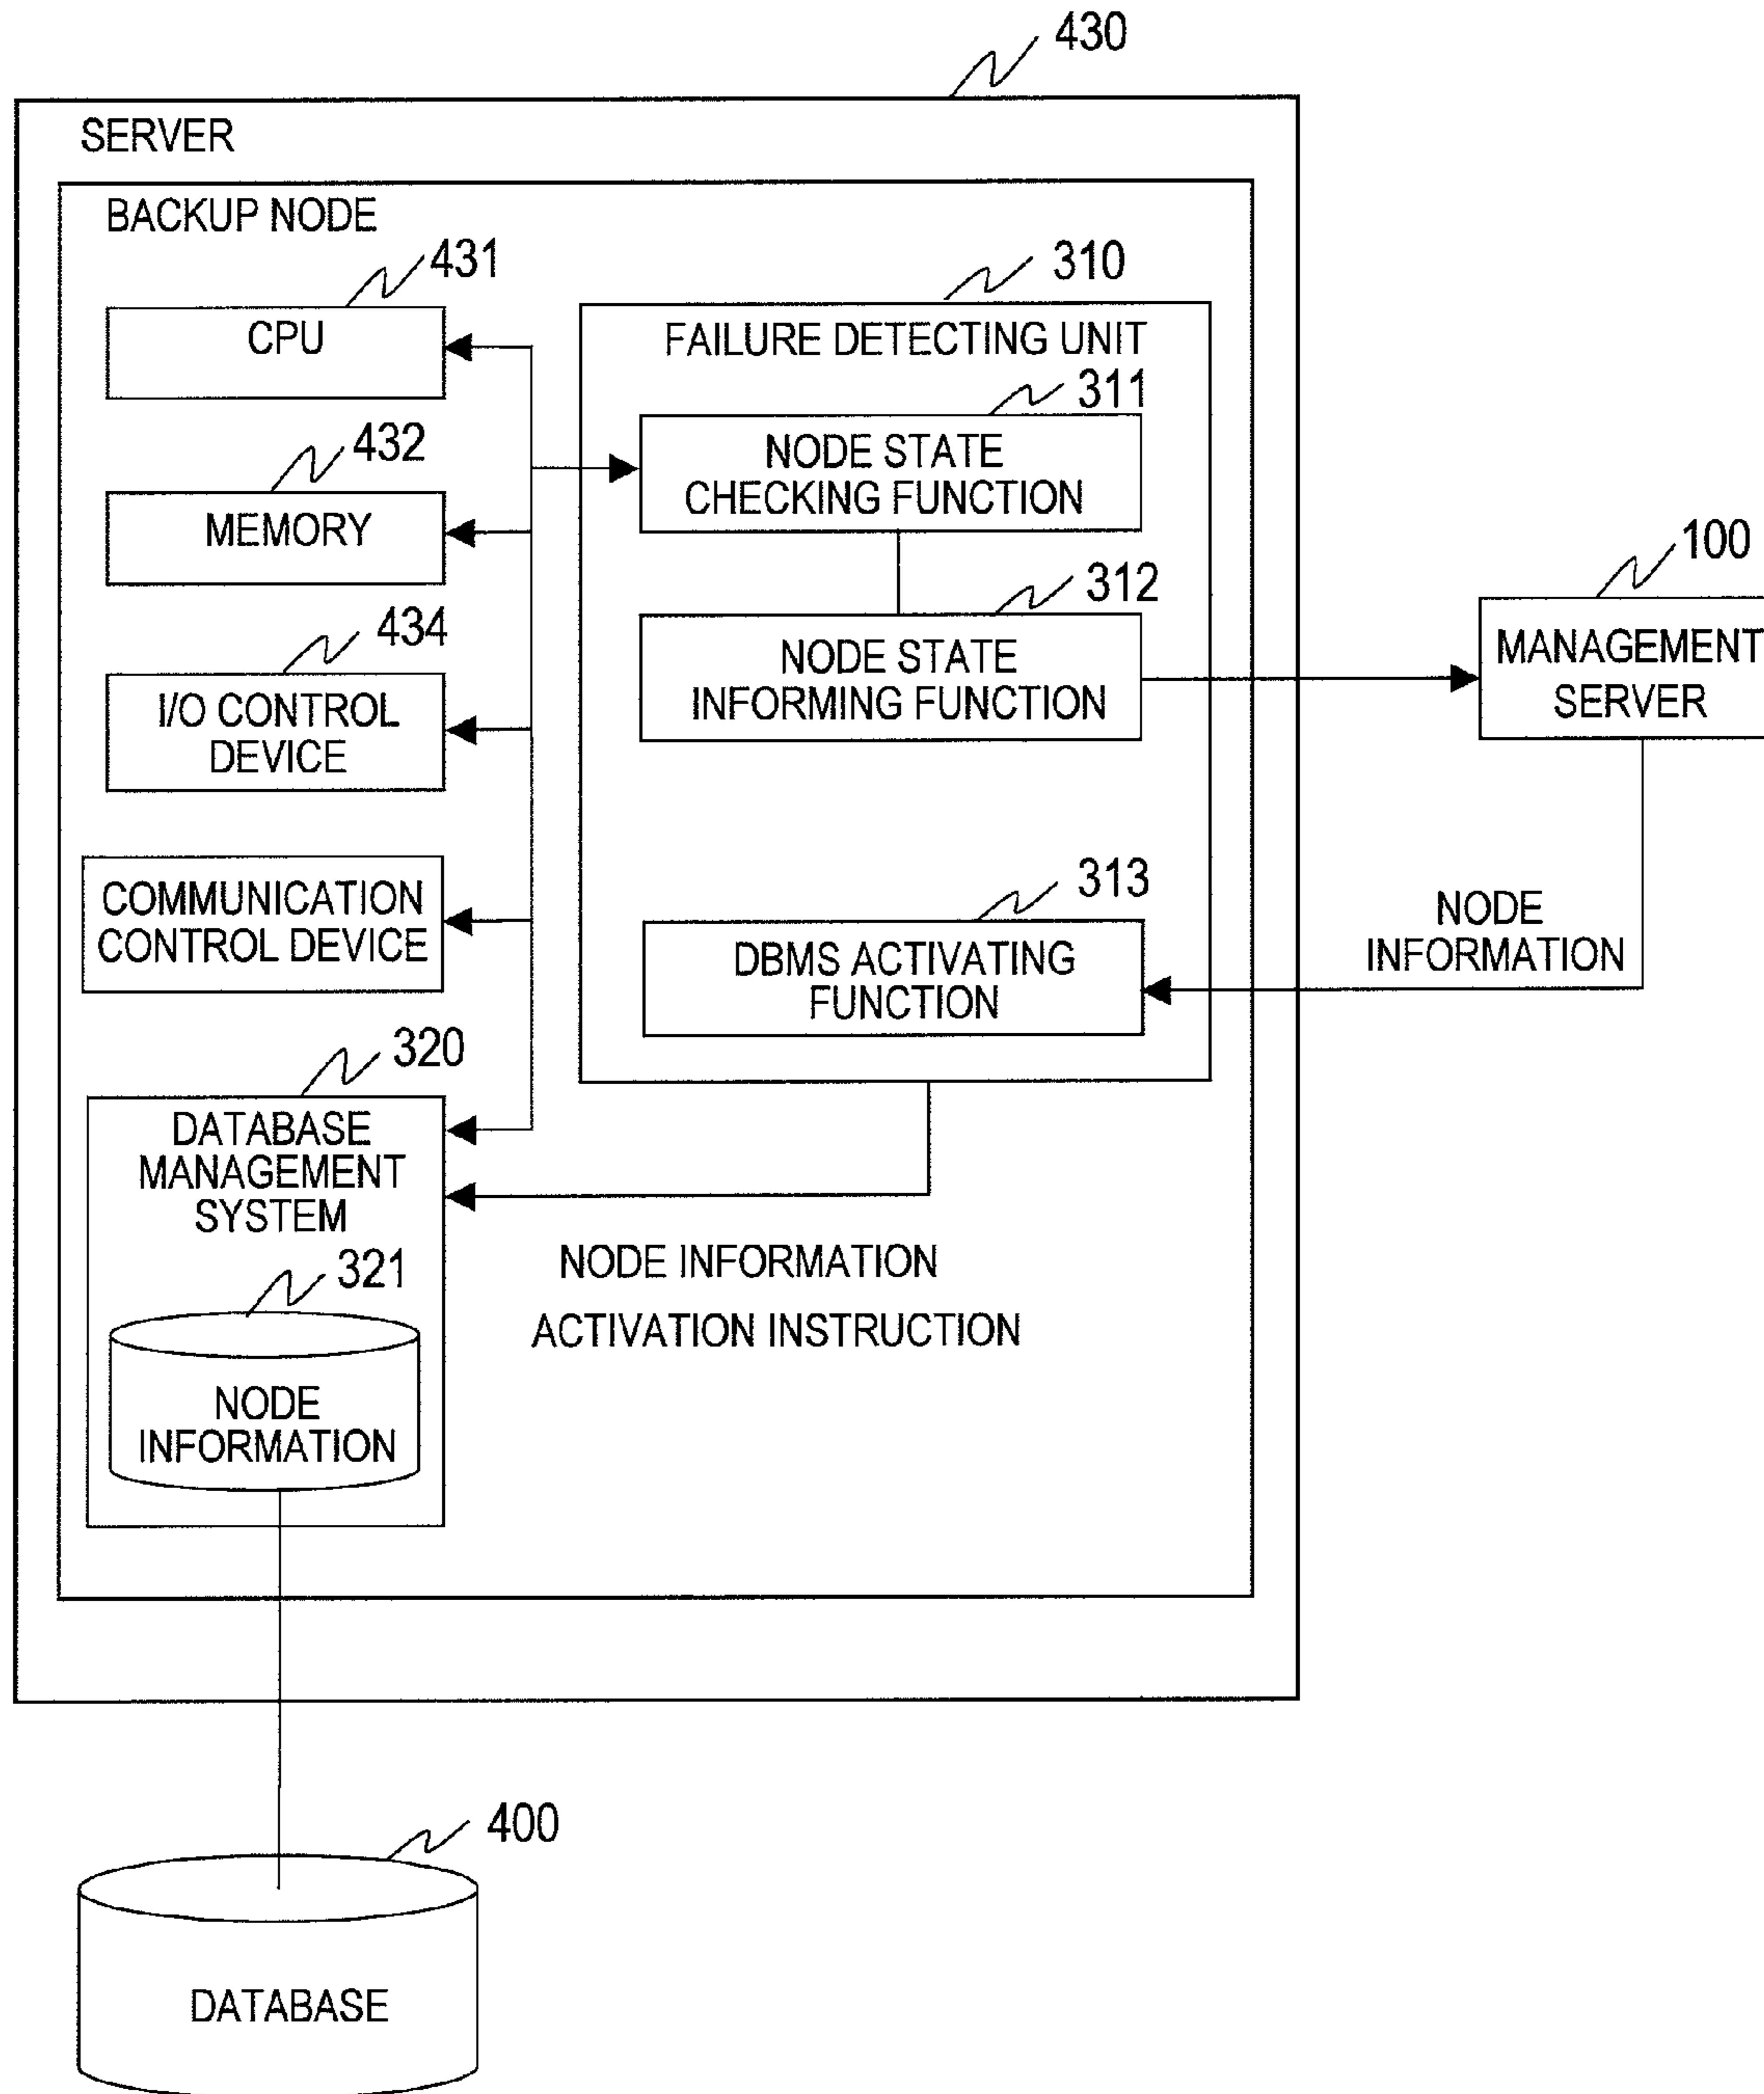 430
SERVER
BACKUP NODE
431
CPU
432
MEMORY
434
I/O CONTROL
DEVICE
COMMUNICATION
CONTROL DEVICE
310
FAILURE DETECTING UNIT
311
NODE STATE
CHECKING FUNCTION
312
NODE STATE
INFORMING FUNCTION
313
DBMS ACTIVATING
FUNCTION
100
MANAGEMENT
SERVER
NODE
INFORMATION
320
DATABASE
MANAGEMENT
SYSTEM
321
NODE
INFORMATION
NODE INFORMATION
ACTIVATION INSTRUCTION
400
DATABASE